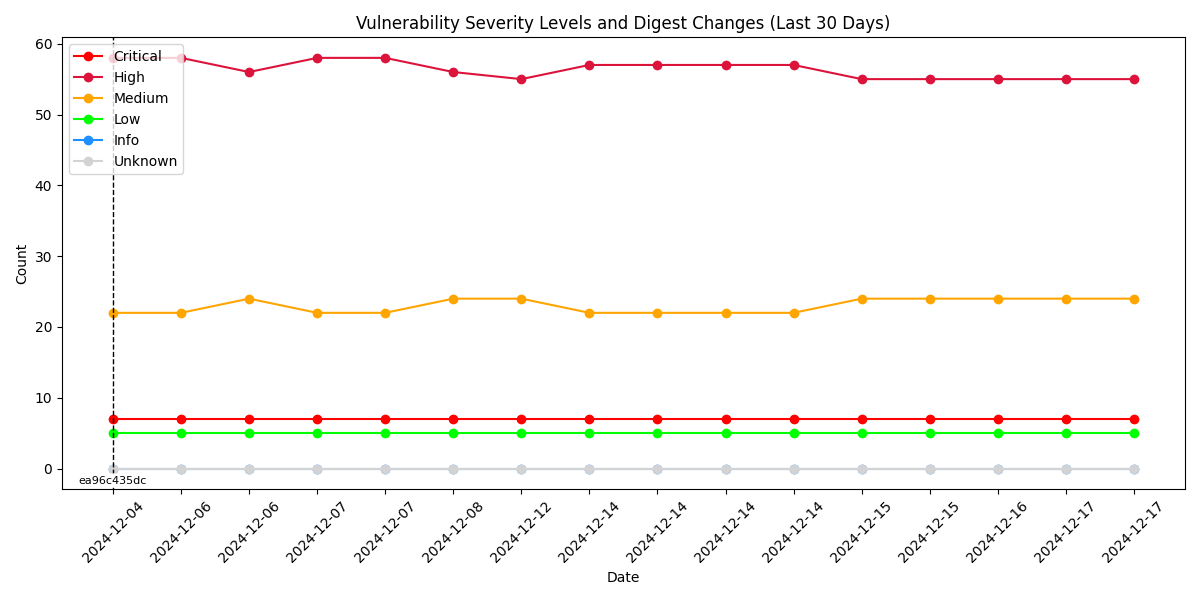 Vulnerability Severity Levels and Digest Changes (Last 30 Days)
Critical
High
Medium
Low
Info
Unknown
Count
60
50
40
30
20
10
0
ea96c435dc
2024-12-04
2024-12-06
2024-12-06
2024-12-07
2024-12-07
2024-12-08
2024-12-12
2024-12-14
2024-12-14
2024-12-14
2024-12-14
2024-12-15
2024-12-15
2024-12-16
2024-12-17
2024-12-17
Date